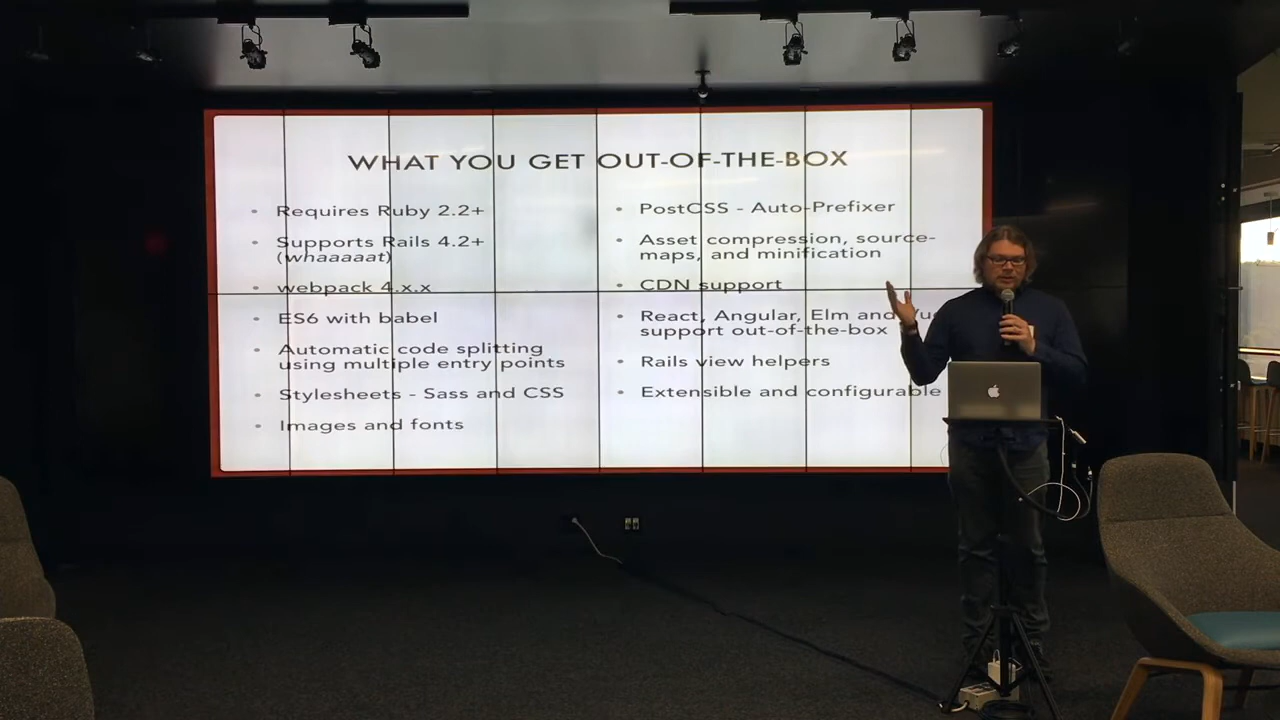 WHAT YOU GET OUT-OF-THE-BOX
• Requires Ruby 2.2+
• Supports Rails 4.2+
(whaaaaat)
• webpack 4.x.x
• ES6 with babel
• Automatic code splitting
using multiple entry points
• Stylesheets - Sass and CSS
• Images and fonts
• PostCSS - Auto-Prefixer
• Asset compression, source-
maps, and minification
• CDN support
• React, Angular, Elm and
support out-of-the-box
• Rails view helpers
• Extensible and configurable